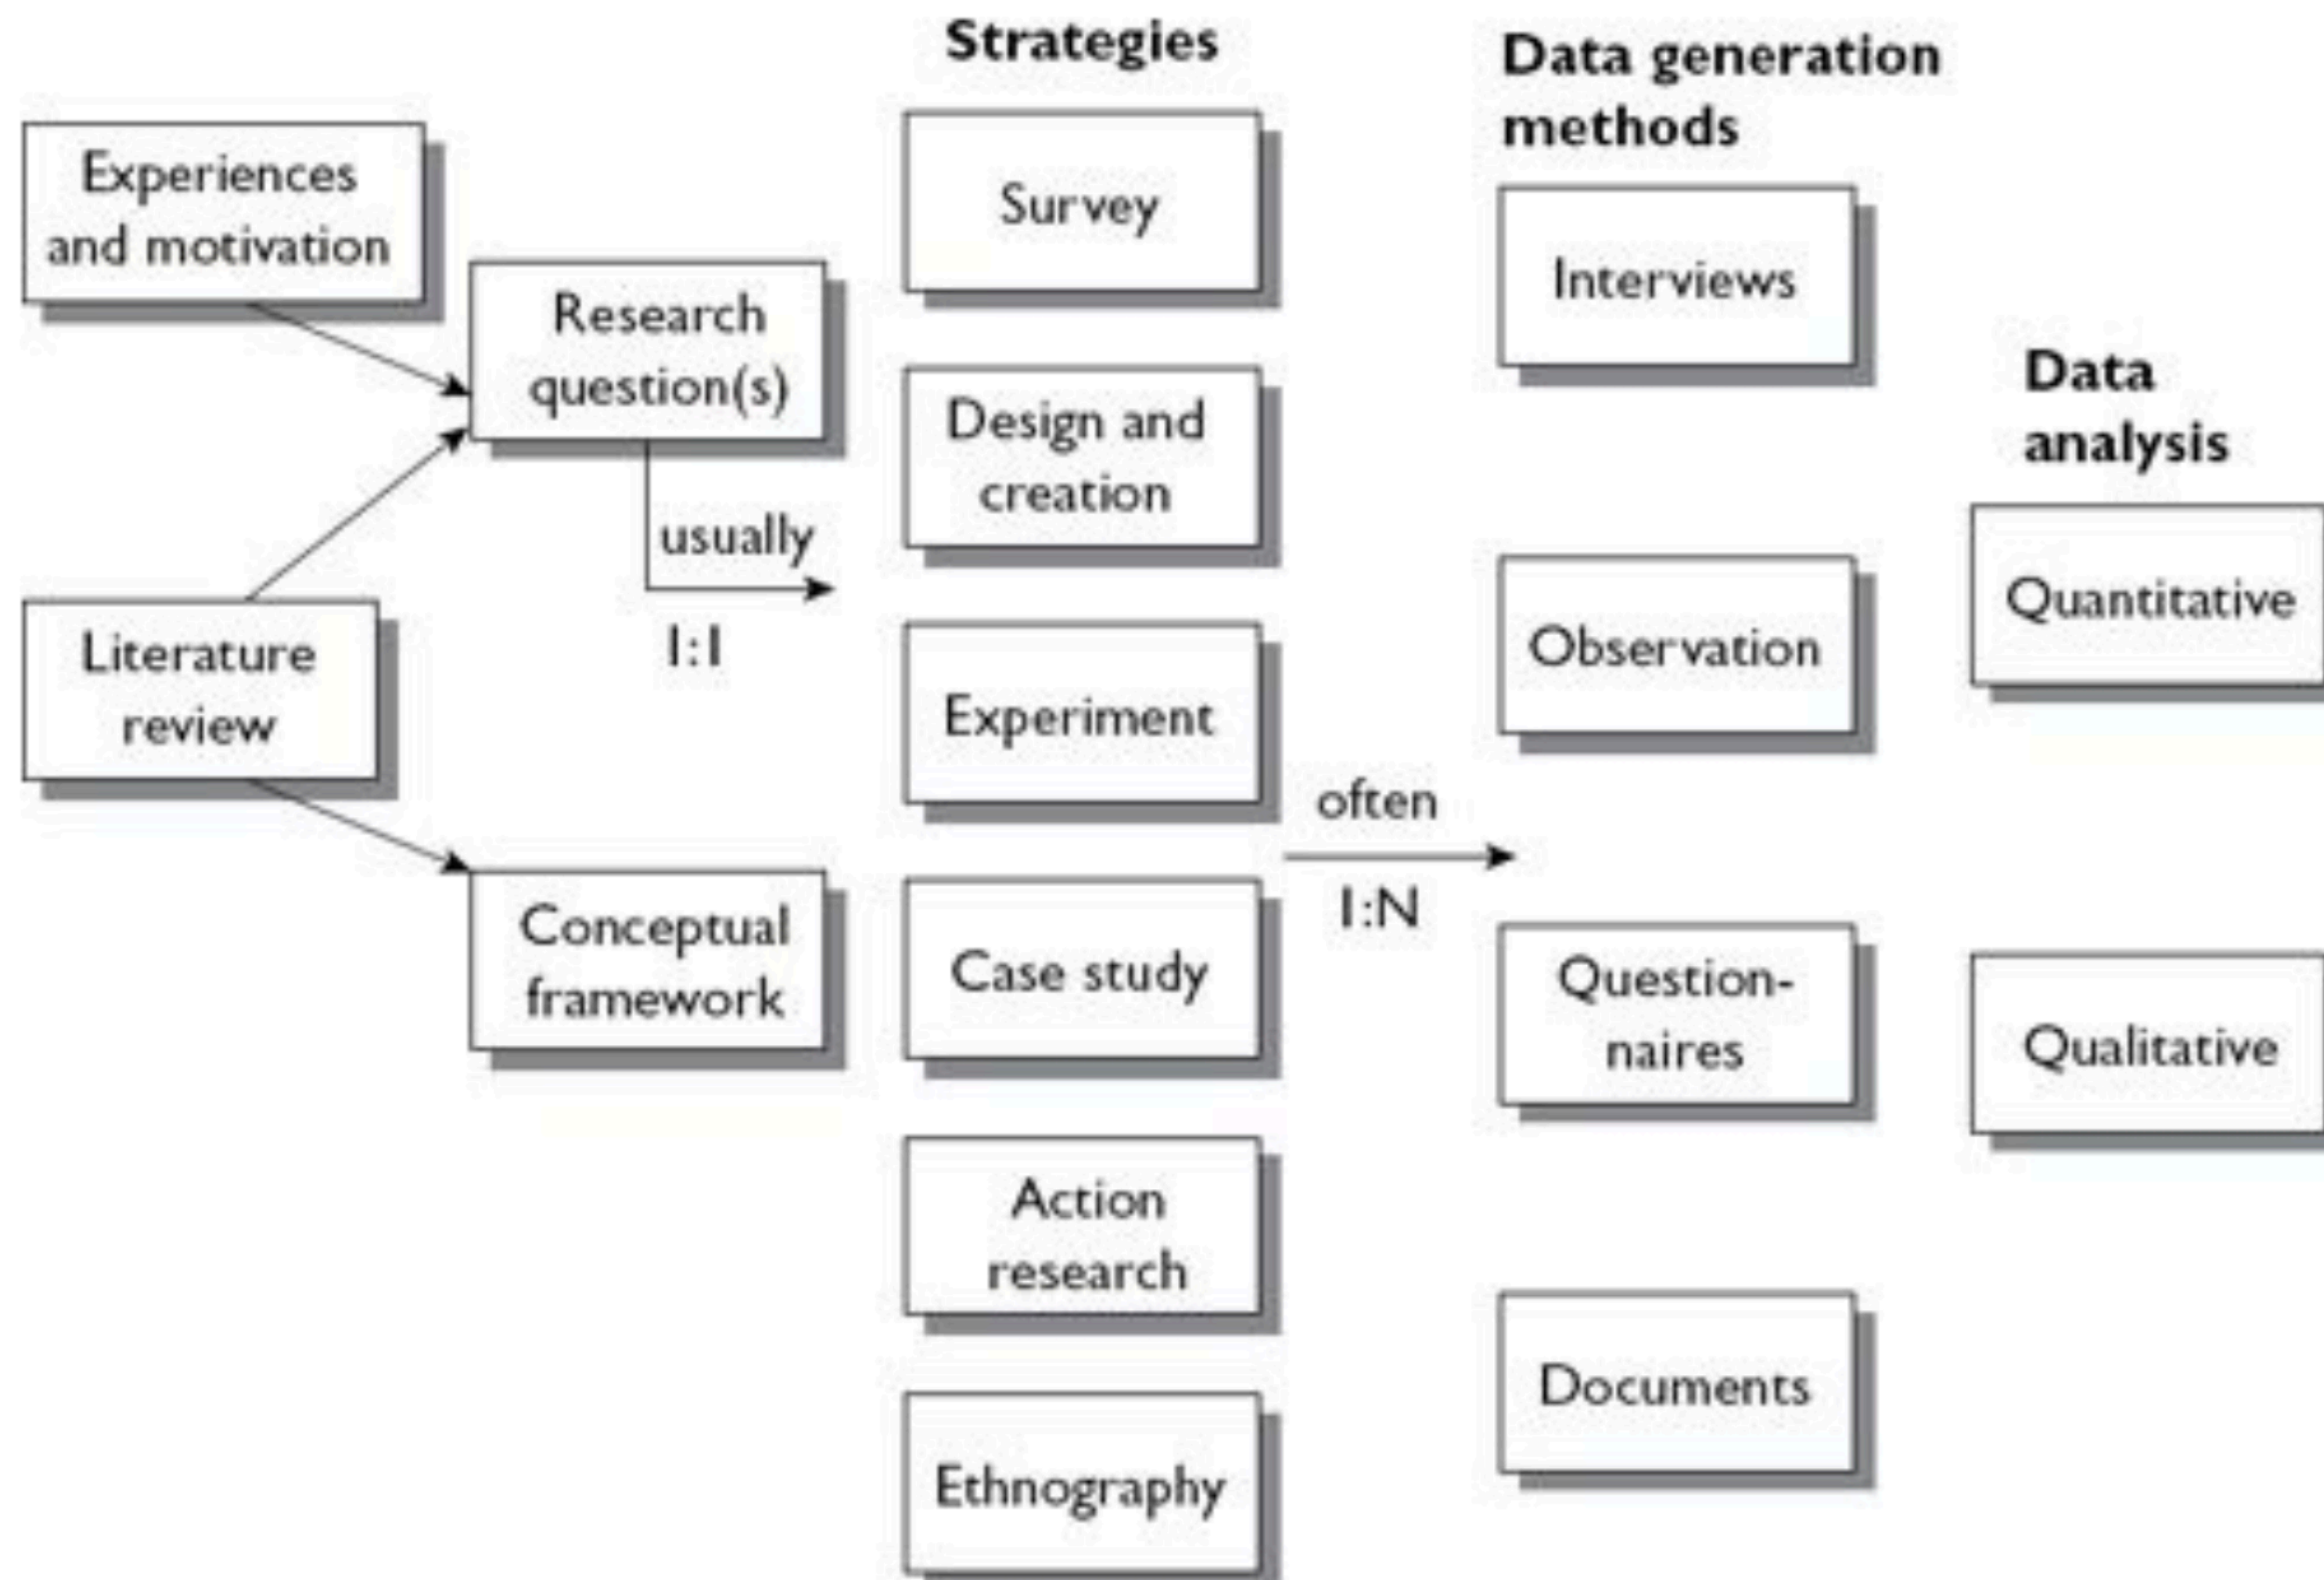 Strategies
Data generation
methods
Experiences
and motivation
Research
question(s)
usually
1:1
Literature
review
Conceptual
framework
Survey
Design and
creation
Experiment
Case study
Action
research
Ethnography
often
1:N
Interviews
Observation
Question-
naires
Documents
Data
analysis
Quantitative
Qualitative